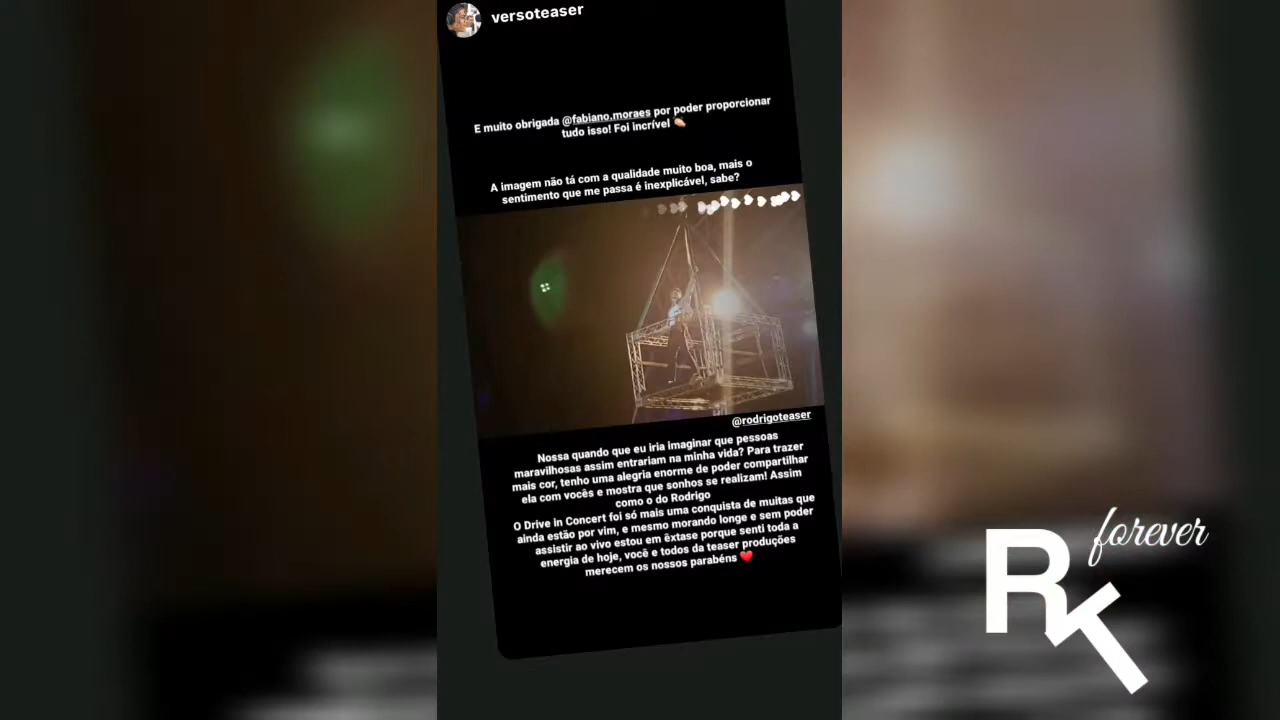 versoteaser
E muito obrigada @fabiano.moraes por poder proporcionar
tudo isso! Foi incrível 👏
A imagem não tá com a qualidade muito boa, mais o
sentimento que me passa é inexplicável, sabe?
@rodrigoteaser
Nossa quando que eu iria imaginar que pessoas
maravilhosas assim entrariam na minha vida? Para trazer
mais cor, tenho uma alegria enorme de poder compartilhar
ela com vocês e mostra que sonhos se realizam! Assim
como o do Rodrigo
O Drive in Concert foi só mais uma conquista de muitas que
ainda estão por vim, e mesmo morando longe e sem poder
assistir ao vivo estou em êxtase porque senti toda a
energia de hoje, você e todos da teaser produções
merecem os nossos parabéns ❤️
forever
RT